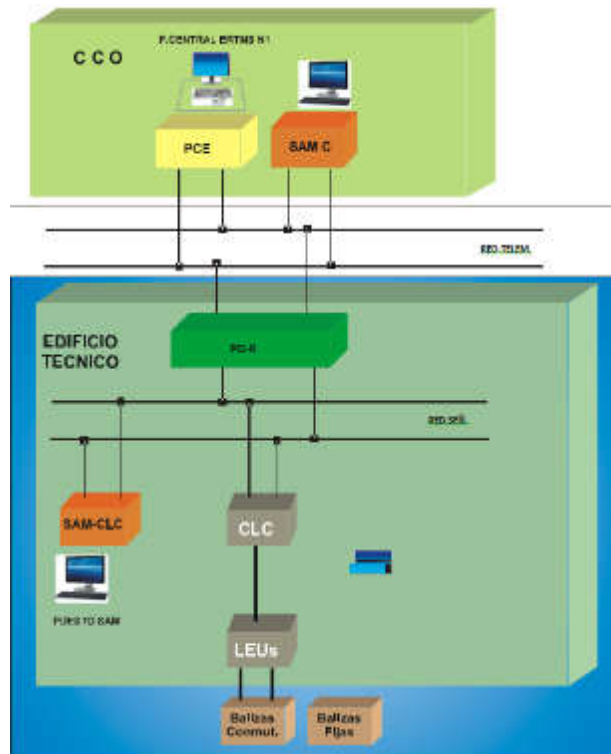 P.CENTRAL ERTMS N1
C C O
PCE
SAM C
RED.TELEM.
EDIFICIO
TECNICO
RED.SEÑ.
SAM-CLC
CLC
PUESTO SAM
LEUs
Balizas
Conmut.
Balizas
Fijas